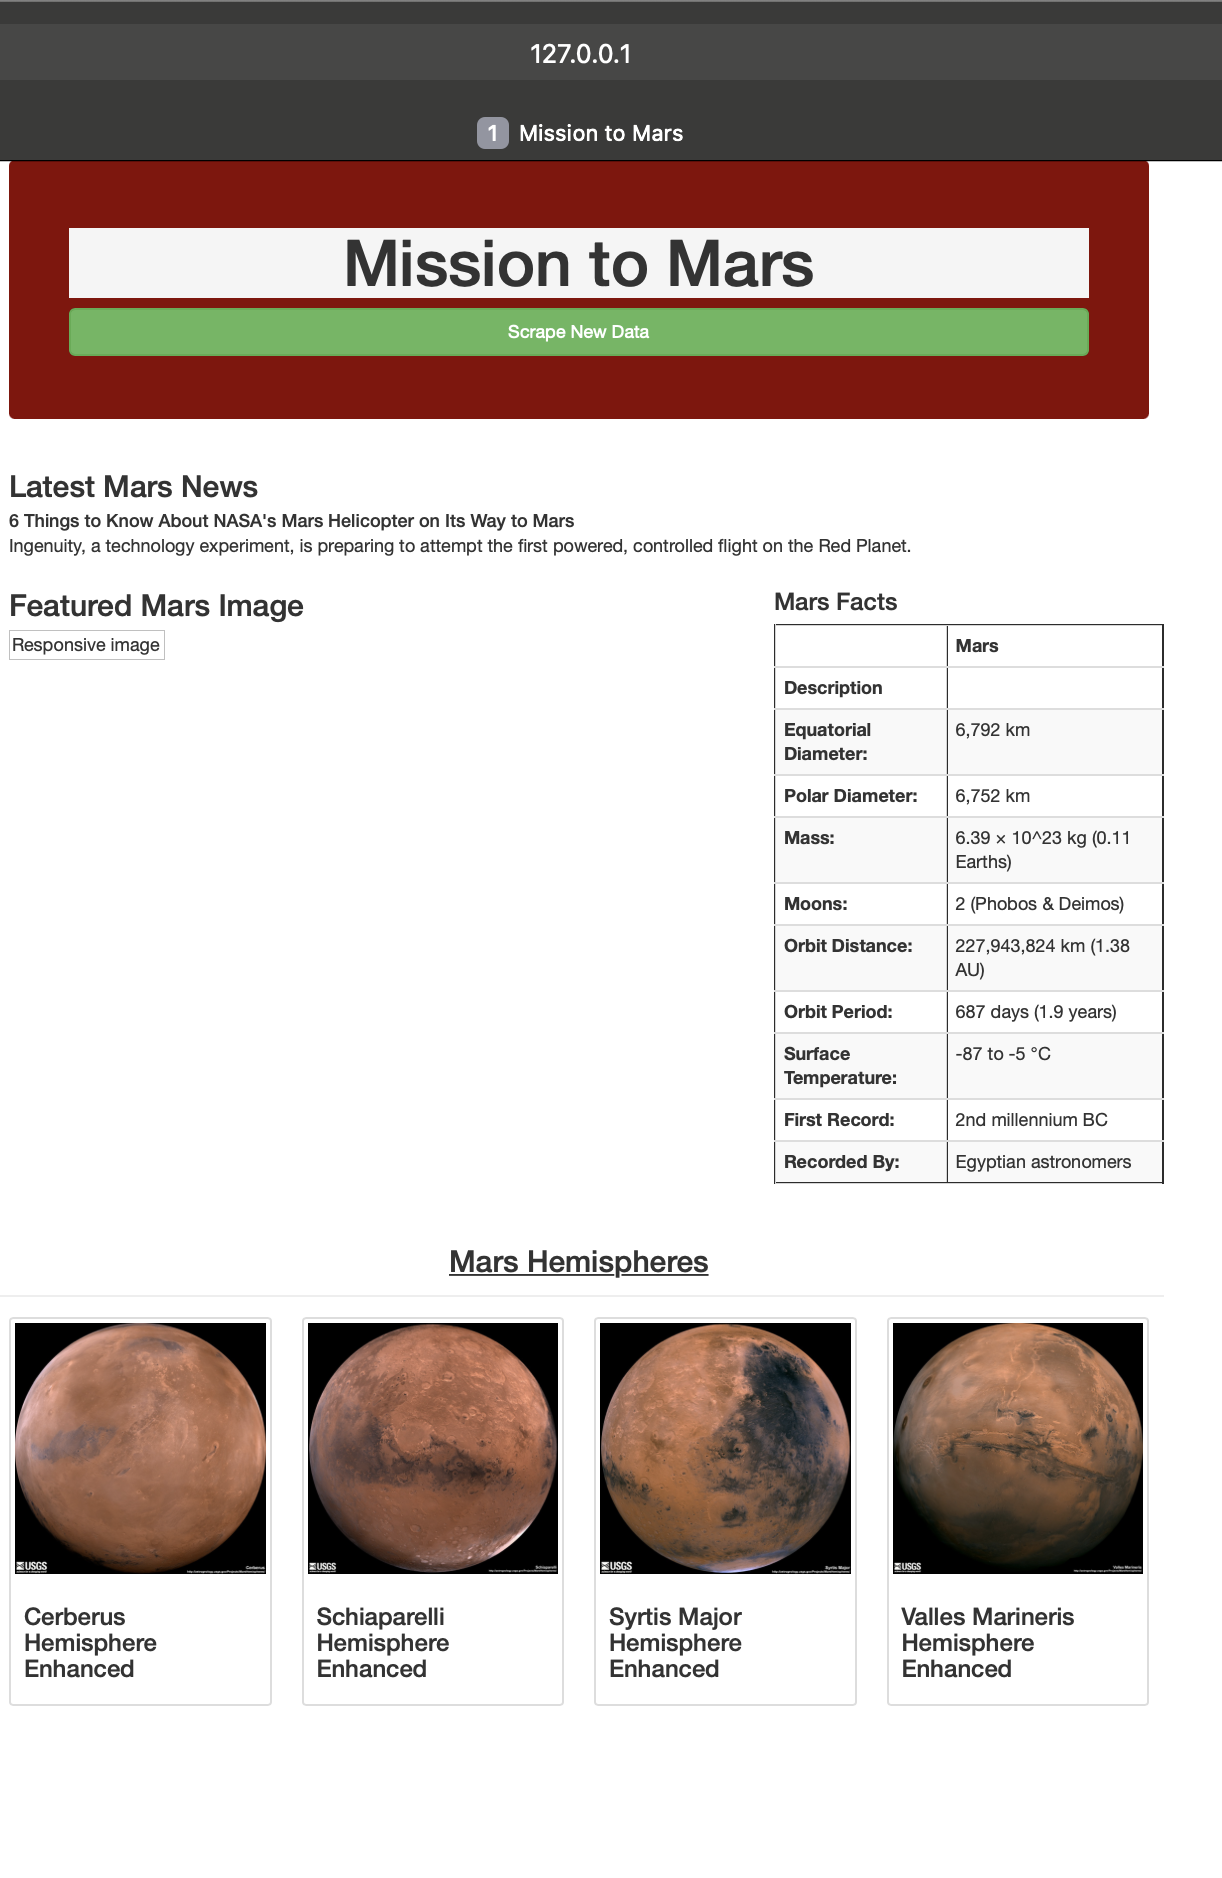 127.0.0.1
1 Mission to Mars
Mission to Mars
Scrape New Data
Latest Mars News
6 Things to Know About NASA's Mars Helicopter on Its Way to Mars
Ingenuity, a technology experiment, is preparing to attempt the first powered, controlled flight on the Red Planet.
Featured Mars Image
Responsive image
Mars Facts
Mars
Description
Equatorial
Diameter:
6,792 km
Polar Diameter:
6,752 km
Mass:
6.39 × 10^23 kg (0.11
Earths)
Moons:
2 (Phobos & Deimos)
Orbit Distance:
227,943,824 km (1.38
AU)
Orbit Period:
687 days (1.9 years)
Surface
Temperature:
-87 to -5 °C
First Record:
2nd millennium BC
Recorded By:
Egyptian astronomers
Mars Hemispheres
USGS
Cerberus
USGS
Schiaparelli
USGS
Syrtis Major
USGS
Valles Marineris
Cerberus
Hemisphere
Enhanced
Schiaparelli
Hemisphere
Enhanced
Syrtis Major
Hemisphere
Enhanced
Valles Marineris
Hemisphere
Enhanced